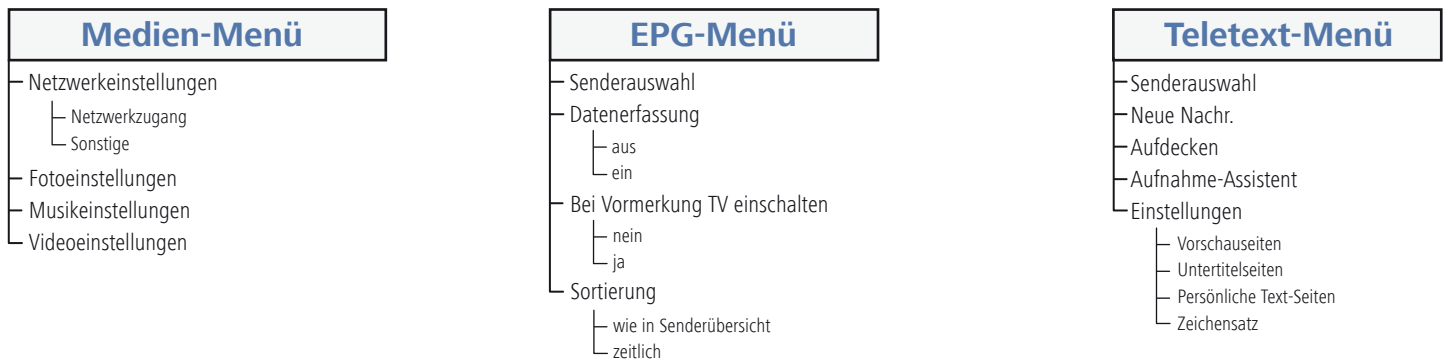 Medien-Menü
Netzwerkeinstellungen
Netzwerkzugang
Sonstige
Fotoeinstellungen
Musikeinstellungen
Videoeinstellungen
EPG-Menü
Senderauswahl
Datenerfassung
aus
ein
Bei Vormerkung TV einschalten
nein
ja
Sortierung
wie in Senderübersicht
zeitlich
Teletext-Menü
Senderauswahl
Neue Nachr.
Aufdecken
Aufnahme-Assistent
Einstellungen
Vorschauseiten
Untertitelseiten
Persönliche Text-Seiten
Zeichensatz